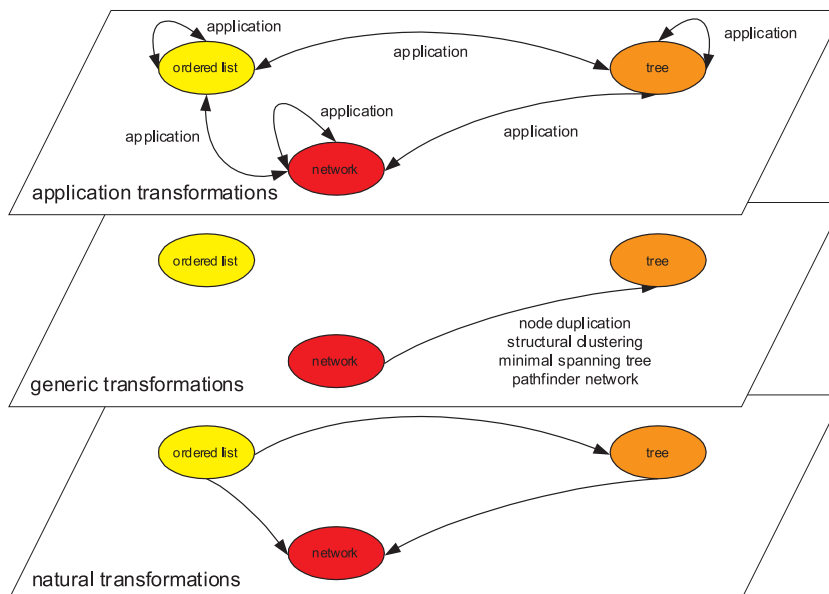 application
application
ordered list
application
tree
application
application
application
network
application
application transformations
ordered list
tree
network
node duplication
structural clustering
minimal spanning tree
pathfinder network
generic transformations
ordered list
tree
network
natural transformations